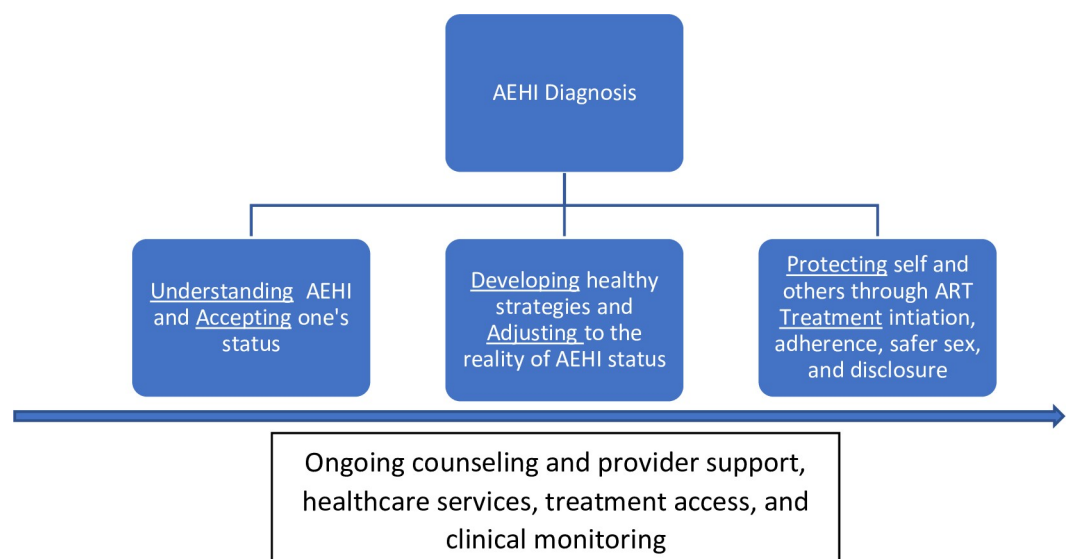 AEHI Diagnosis
Understanding AEHI
and Accepting one's
status
Developing healthy
strategies and
Adjusting to the
reality of AEHI status
Protecting self and
others through ART
Treatment intiation,
adherence, safer sex,
and disclosure
Ongoing counseling and provider support,
healthcare services, treatment access, and
clinical monitoring